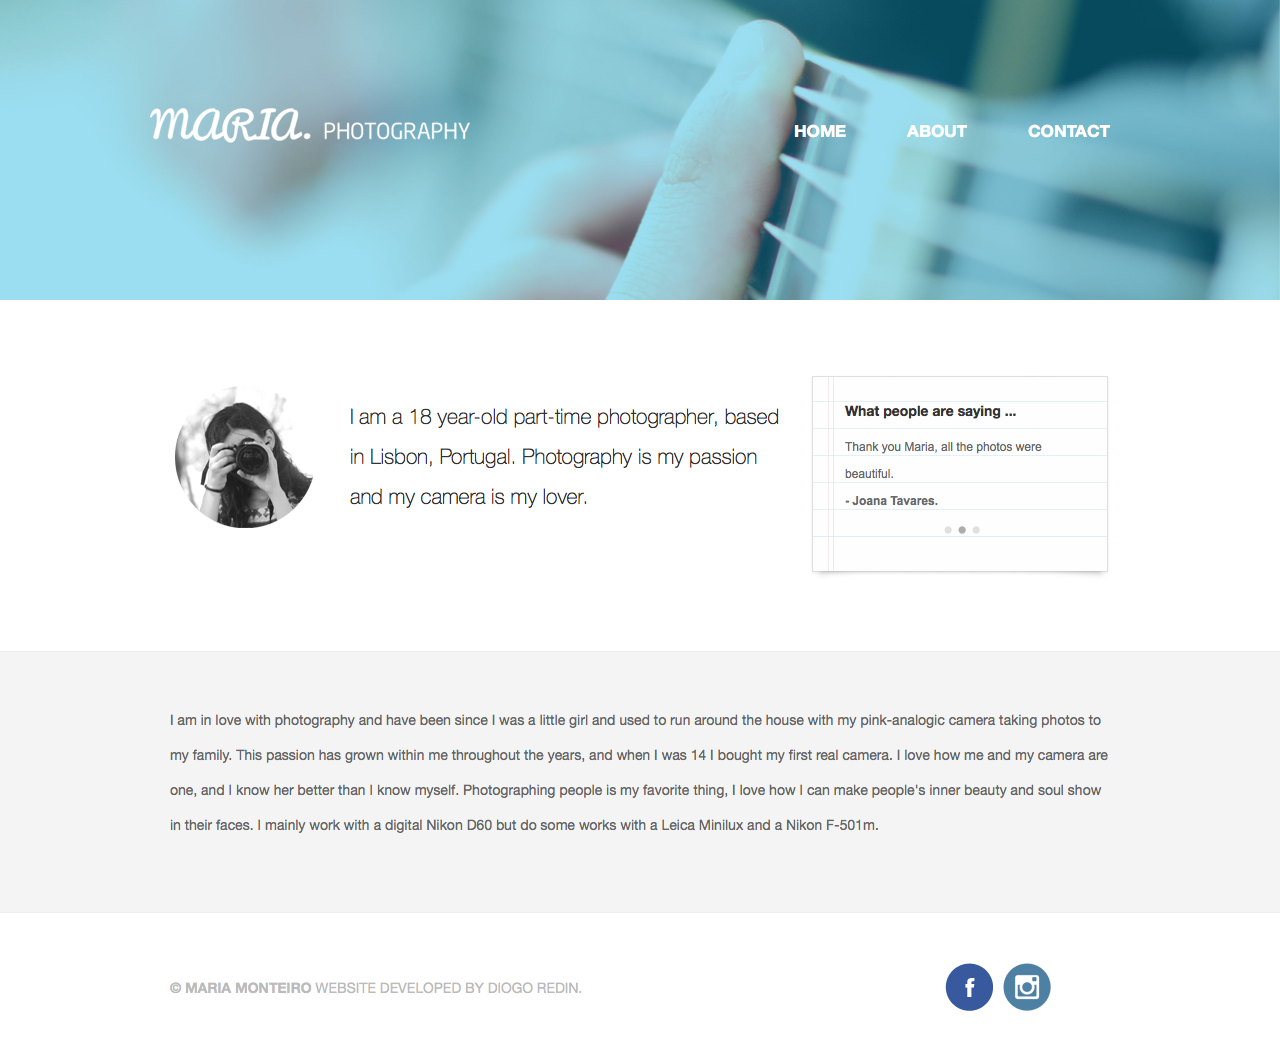 MARIA. PHOTOGRAPHY
HOME ABOUT CONTACT
I am a 18 year-old part-time photographer, based
in Lisbon, Portugal. Photography is my passion
and my camera is my lover.
What people are saying ...
Thank you Maria, all the photos were
beautiful.
- Joana Tavares.
I am in love with photography and have been since I was a little girl and used to run around the house with my pink-analogic camera taking photos to
my family. This passion has grown within me throughout the years, and when I was 14 I bought my first real camera. I love how me and my camera are
one, and I know her better than I know myself. Photographing people is my favorite thing, I love how I can make people's inner beauty and soul show
in their faces. I mainly work with a digital Nikon D60 but do some works with a Leica Minilux and a Nikon F-501m.
© MARIA MONTEIRO WEBSITE DEVELOPED BY DIOGO REDIN.